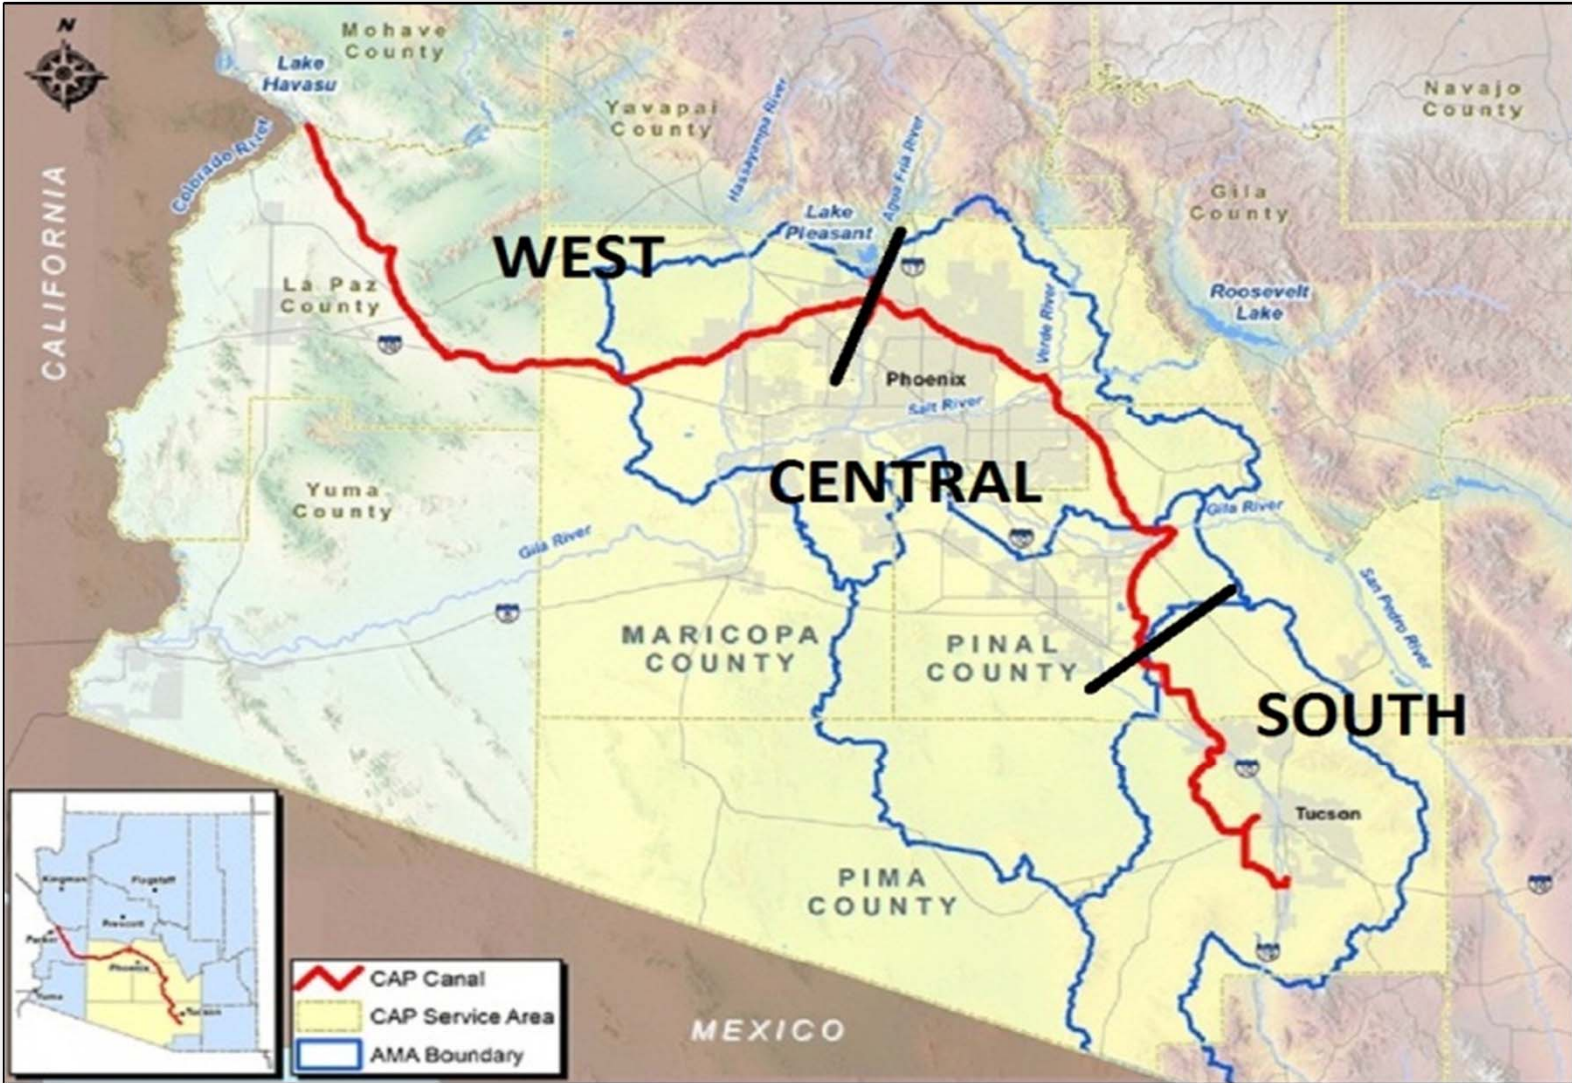 N
Mohave
County
Lake
Havasu
Colorado River
CALIFORNIA
Yavapai
County
Hassayampa River
Agua Fria River
Lake
Pleasant
Navajo
County
Gila
County
Roosevelt
Lake
Verde River
WEST
La Paz
County
Phoenix
Salt River
CENTRAL
Yuma
County
Gila River
Gila River
San Pedro River
8
MARICOPA
COUNTY
PINAL
COUNTY
SOUTH
Tucson
PIMA
COUNTY
MEXICO
Kingman
Flagstaff
Prescott
Parker
Phoenix
Yuma
Tucson
CAP Canal
CAP Service Area
AMA Boundary